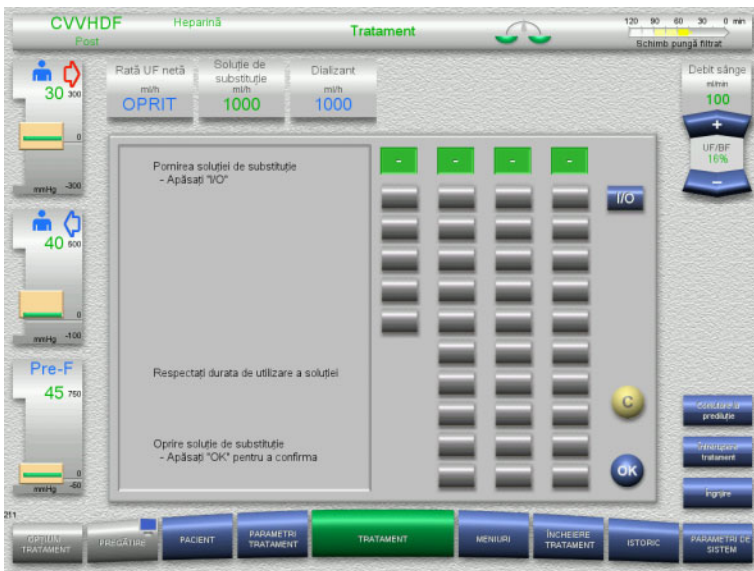 CVVHDF
Post
Heparină
Tratament
120 90 60 30 0 min
Schimb pungă filtrat
30 300
0
mmHg -300
40 500
0
mmHg -100
Pre-F
45 750
0
mmHg -50
Rată UF netă
ml/h
OPRIT
Soluție de
substituție
ml/h
1000
Dializant
ml/h
1000
Debit sânge
ml/min
100
+
UF/BF
16%
–
Pornirea soluției de substituție
- Apăsați "I/O"
- - - -
I/O
Respectați durata de utilizare a soluției
C
Oprire soluție de substituție
- Apăsați "OK" pentru a confirma
OK
prediluție
tratament
Îngrijire
211
OPȚIUNI
TRATAMENT
PREGĂTIRE
PACIENT
PARAMETRI
TRATAMENT
TRATAMENT
MENIURI
ÎNCHEIERE
TRATAMENT
ISTORIC
PARAMETRI DE
SISTEM